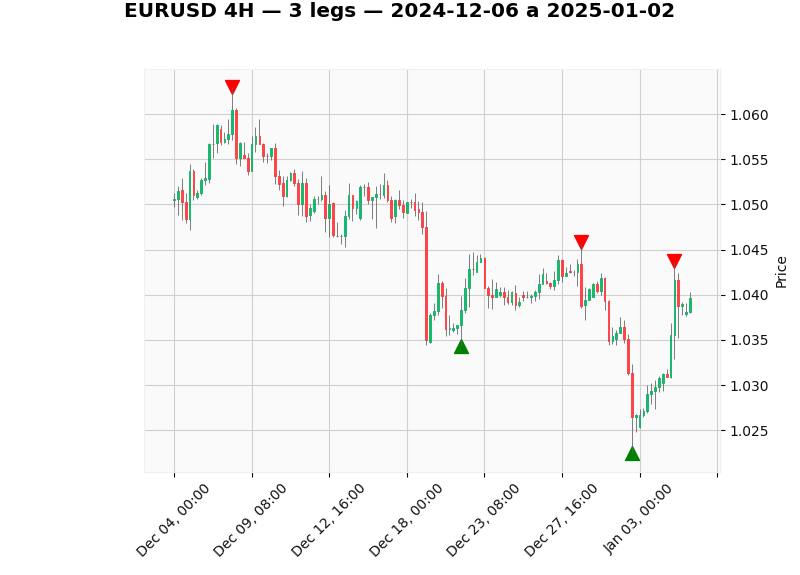 EURUSD 4H — 3 legs — 2024-12-06 a 2025-01-02
1.060
1.055
1.050
1.045
1.040
1.035
1.030
1.025
Price
Dec 04, 00:00
Dec 09, 08:00
Dec 12, 16:00
Dec 18, 00:00
Dec 23, 08:00
Dec 27, 16:00
Jan 03, 00:00